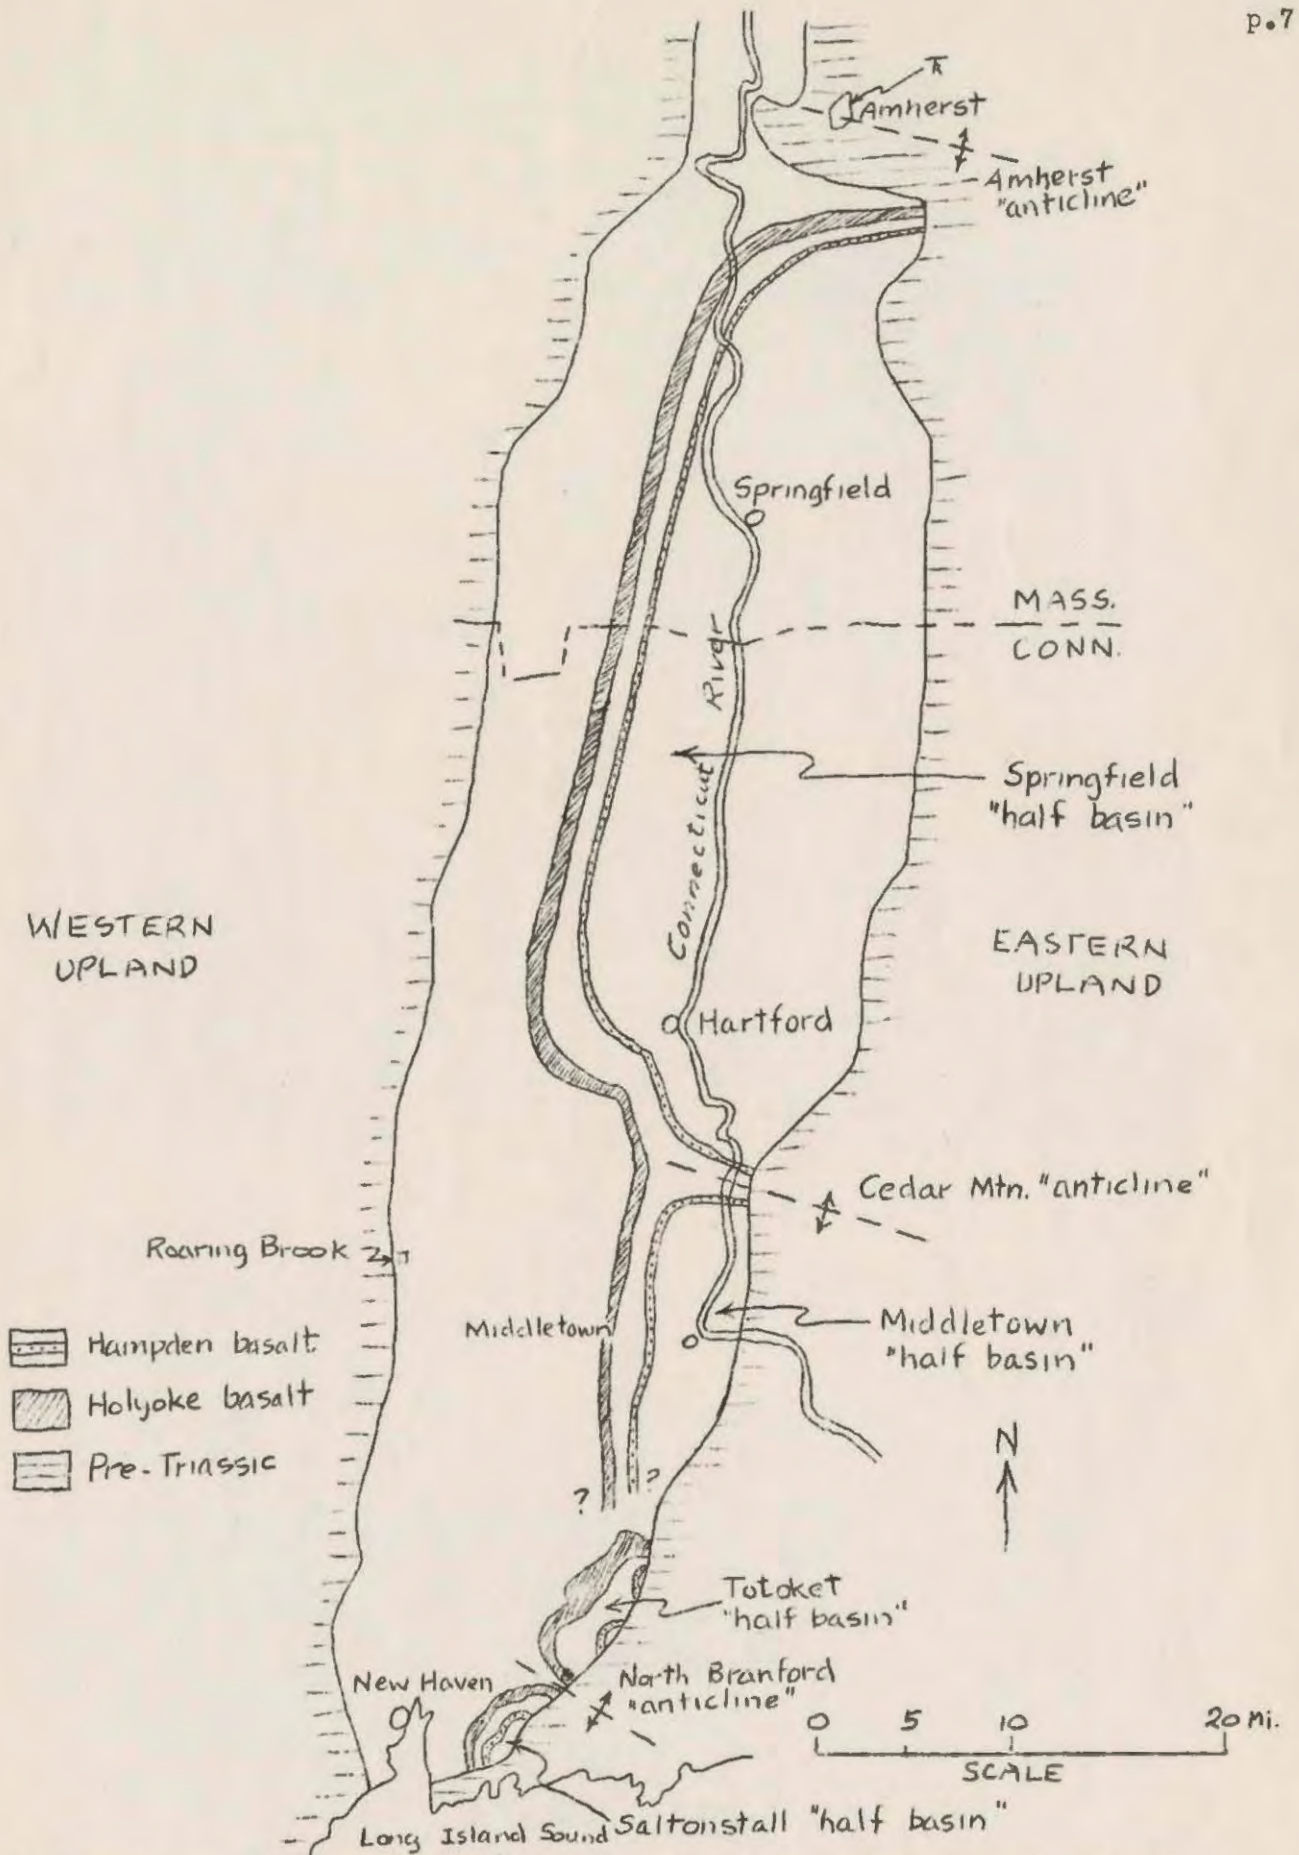 p.7
Ћ
Amherst
Amherst
"anticline"
Springfield
MASS.
CONN.
Connecticut River
Springfield
"half basin"
WESTERN
UPLAND
EASTERN
UPLAND
Hartford
Cedar Mtn. "anticline"
Roaring Brook
Middletown
Middletown
"half basin"
Hampden basalt
Holyoke basalt
Pre-Triassic
N
?
?
Totoket
"half basin"
New Haven
North Branford
"anticline"
0 5 10 20 Mi.
SCALE
Saltonstall "half basin"
Long Island Sound